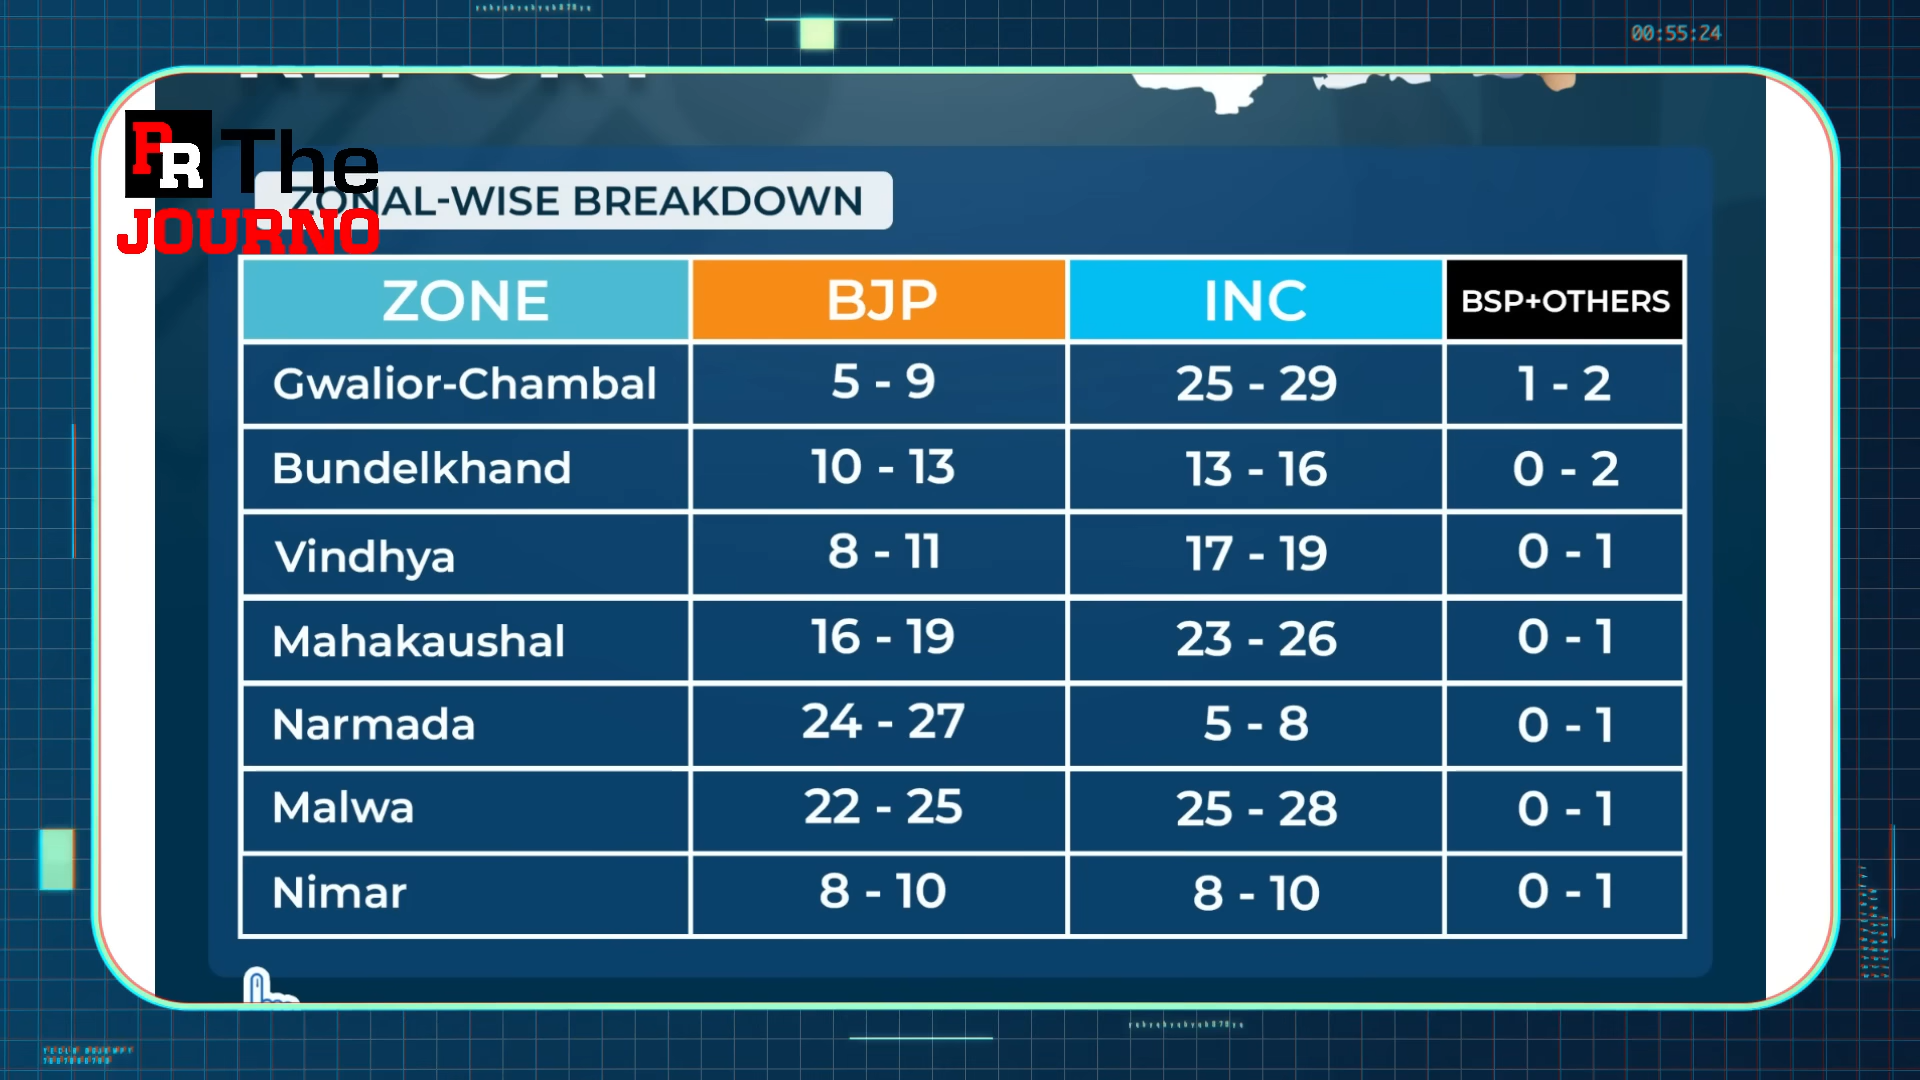 00:55:24
PR The
JOURNO
ZONAL-WISE BREAKDOWN
ZONE BJP INC BSP+OTHERS
Gwalior-Chambal 5 - 9 25 - 29 1 - 2
Bundelkhand 10 - 13 13 - 16 0 - 2
Vindhya 8 - 11 17 - 19 0 - 1
Mahakaushal 16 - 19 23 - 26 0 - 1
Narmada 24 - 27 5 - 8 0 - 1
Malwa 22 - 25 25 - 28 0 - 1
Nimar 8 - 10 8 - 10 0 - 1